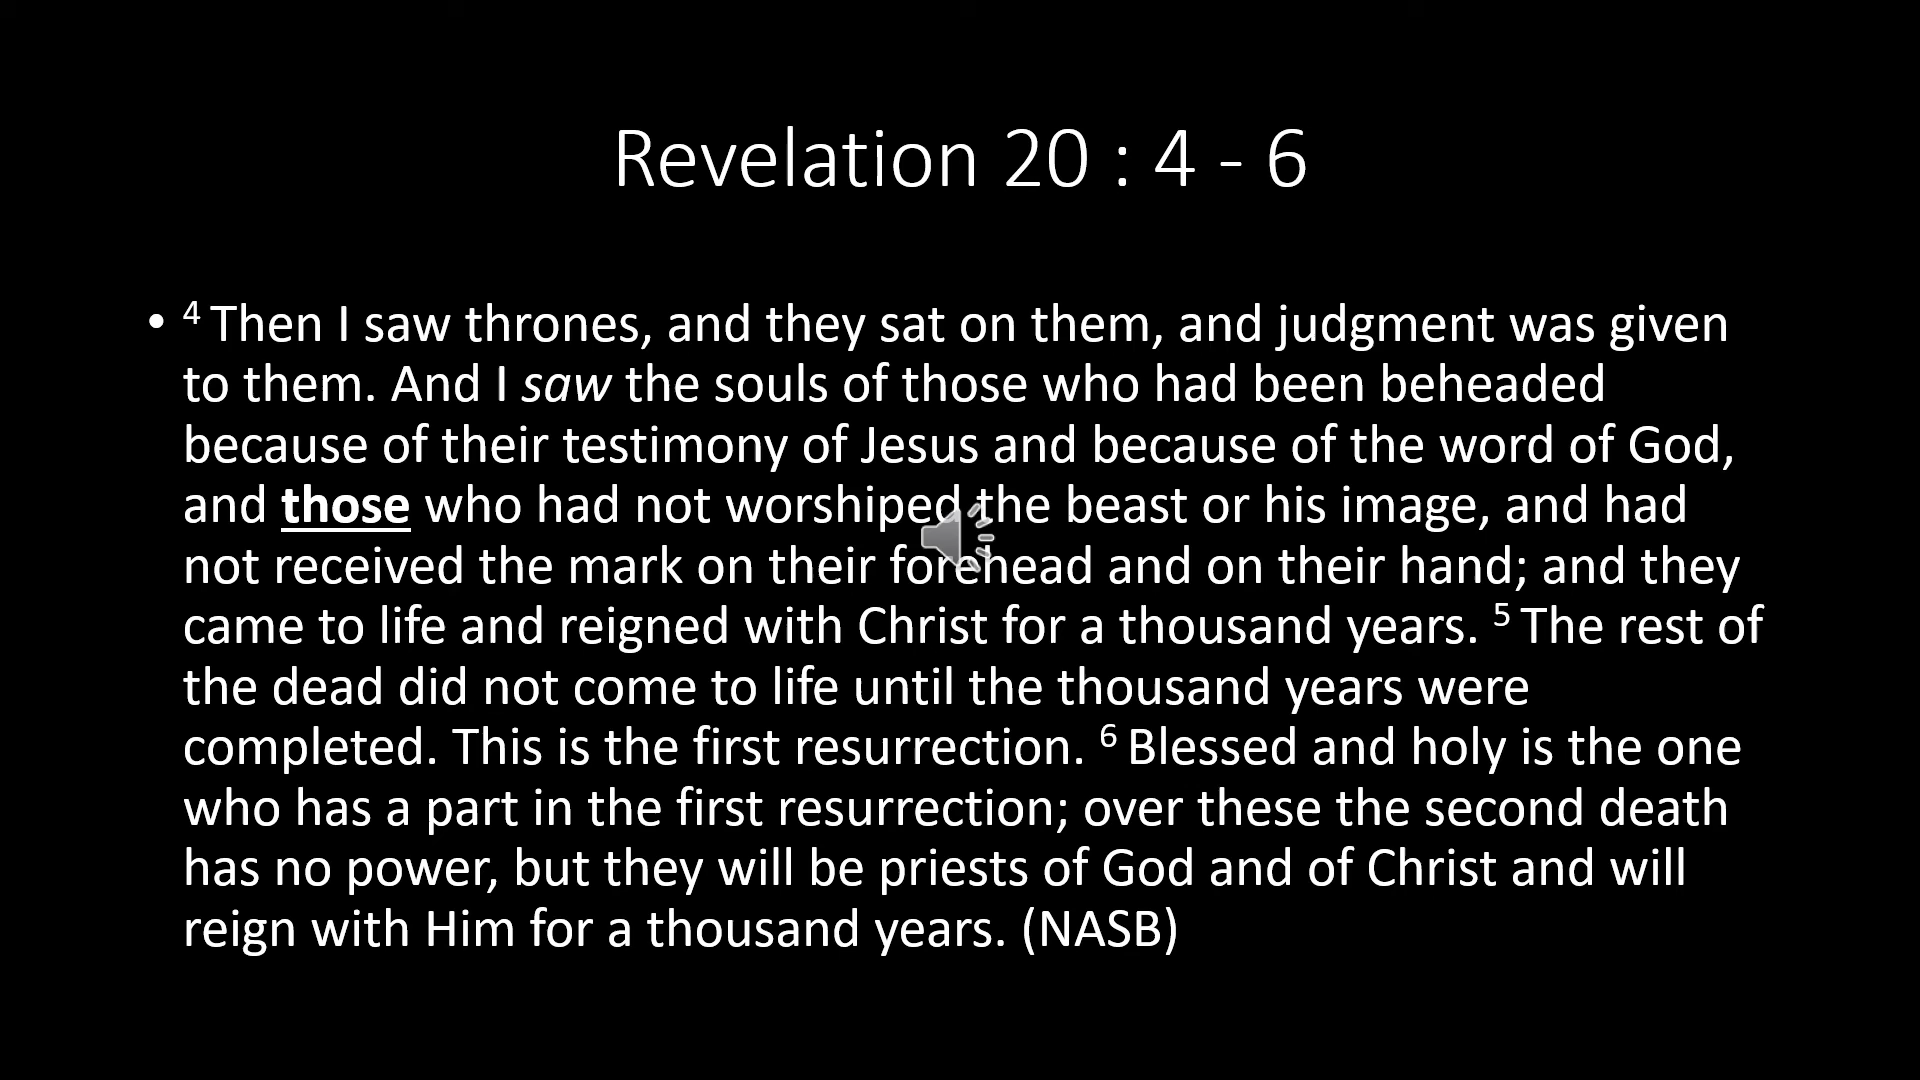 Revelation 20 : 4 - 6
• 4 Then I saw thrones, and they sat on them, and judgment was given
to them. And I saw the souls of those who had been beheaded
because of their testimony of Jesus and because of the word of God,
and those who had not worshiped the beast or his image, and had
not received the mark on their forehead and on their hand; and they
came to life and reigned with Christ for a thousand years. 5 The rest of
the dead did not come to life until the thousand years were
completed. This is the first resurrection. 6 Blessed and holy is the one
who has a part in the first resurrection; over these the second death
has no power, but they will be priests of God and of Christ and will
reign with Him for a thousand years. (NASB)